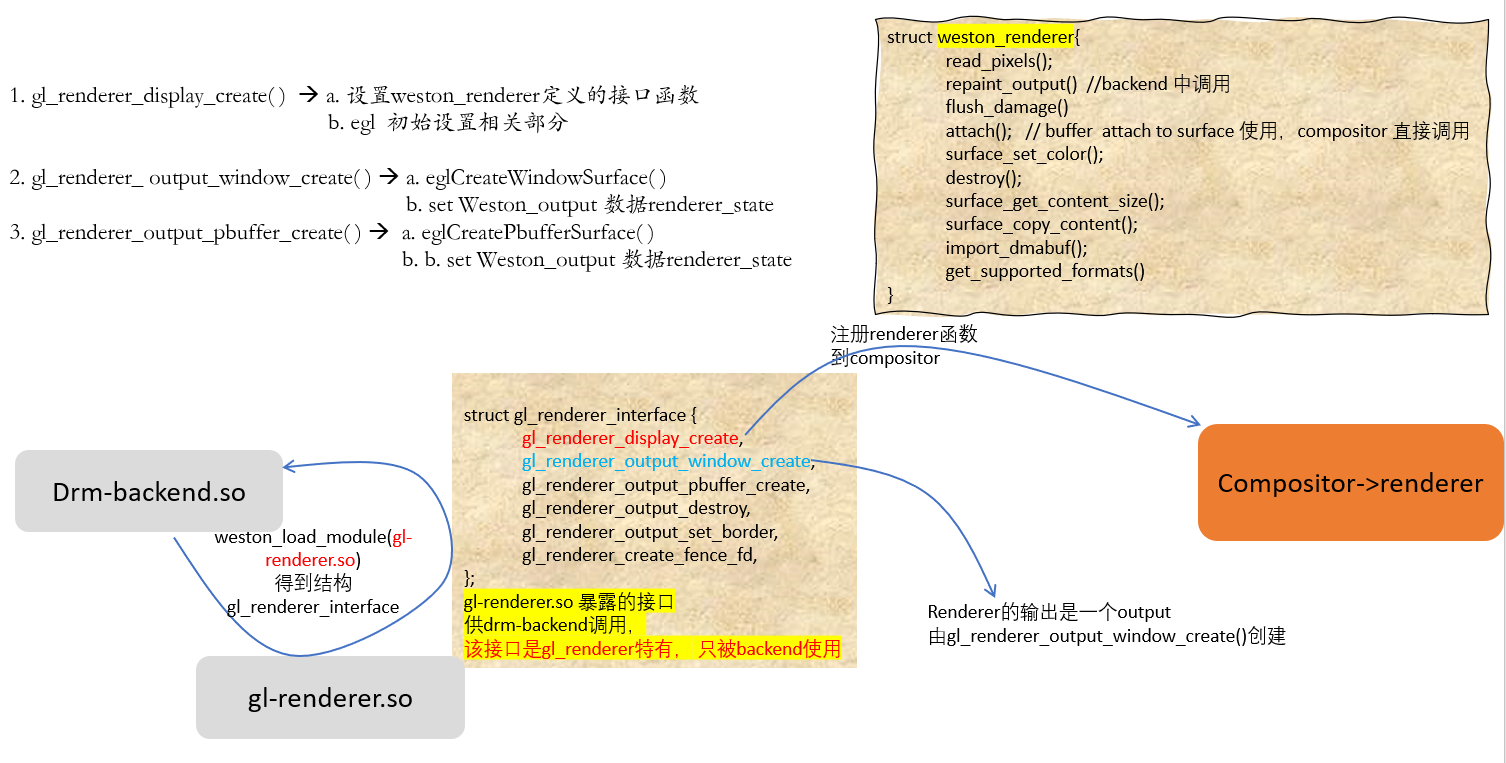 1. gl_renderer_display_create( ) → a. 设置weston_renderer定义的接口函数
b. egl 初始设置相关部分
2. gl_renderer_ output_window_create( ) → a. eglCreateWindowSurface( )
b. set Weston_output 数据renderer_state
3. gl_renderer_output_pbuffer_create( ) → a. eglCreatePbufferSurface( )
b. b. set Weston_output 数据renderer_state
struct weston_renderer{
read_pixels();
repaint_output() //backend 中调用
flush_damage()
attach(); // buffer attach to surface 使用，compositor 直接调用
surface_set_color();
destroy();
surface_get_content_size();
surface_copy_content();
import_dmabuf();
get_supported_formats()
}
注册renderer函数
到compositor
struct gl_renderer_interface {
gl_renderer_display_create,
gl_renderer_output_window_create,
gl_renderer_output_pbuffer_create,
gl_renderer_output_destroy,
gl_renderer_output_set_border,
gl_renderer_create_fence_fd,
};
gl-renderer.so 暴露的接口
供drm-backend调用，
该接口是gl_renderer特有， 只被backend使用
Drm-backend.so
weston_load_module(gl-
renderer.so)
得到结构
gl_renderer_interface
gl-renderer.so
Compositor->renderer
Renderer的输出是一个output
由gl_renderer_output_window_create()创建